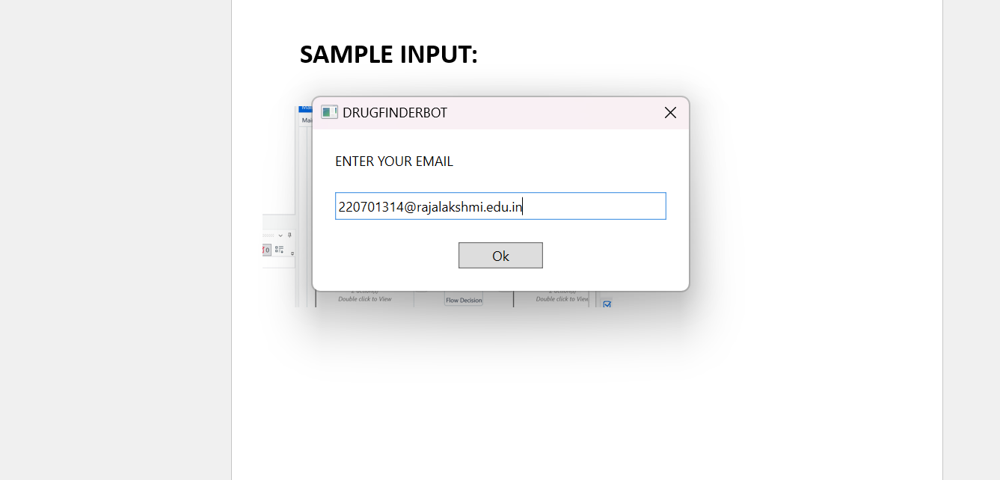 SAMPLE INPUT:
DRUGFINDERBOT
ENTER YOUR EMAIL
220701314@rajalakshmi.edu.in
Ok
0
Double click to View
Flow Decision
Double click to View